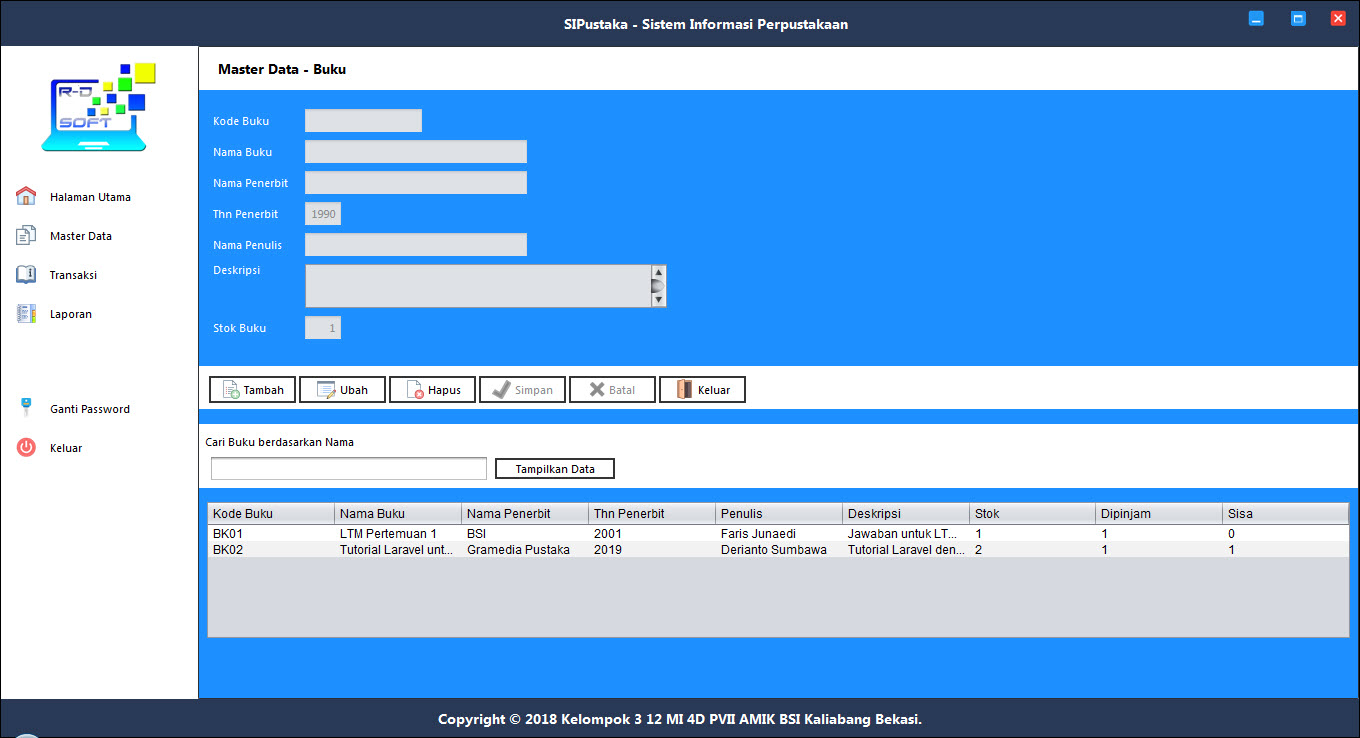 SIPustaka - Sistem Informasi Perpustakaan
R-D
SOFT
Halaman Utama
Master Data
Transaksi
Laporan
Ganti Password
Keluar
Master Data - Buku
Kode Buku
Nama Buku
Nama Penerbit
Thn Penerbit 1990
Nama Penulis
Deskripsi
Stok Buku 1
Tambah Ubah Hapus Simpan Batal Keluar
Cari Buku berdasarkan Nama
Tampilkan Data
Kode Buku Nama Buku Nama Penerbit Thn Penerbit Penulis Deskripsi Stok Dipinjam Sisa
BK01 LTM Pertemuan 1 BSI 2001 Faris Junaedi Jawaban untuk LT... 1 1 0
BK02 Tutorial Laravel unt... Gramedia Pustaka 2019 Derianto Sumbawa Tutorial Laravel den... 2 1 1
Copyright © 2018 Kelompok 3 12 MI 4D PVII AMIK BSI Kaliabang Bekasi.